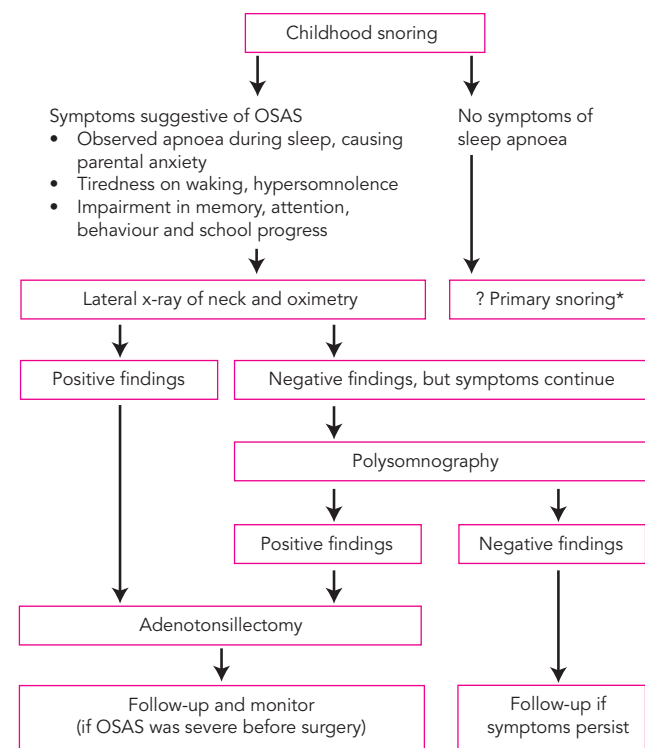 Childhood snoring
Symptoms suggestive of OSAS
• Observed apnoea during sleep, causing
parental anxiety
• Tiredness on waking, hypersomnolence
• Impairment in memory, attention,
behaviour and school progress
No symptoms of
sleep apnoea
Lateral x-ray of neck and oximetry
? Primary snoring*
Positive findings
Negative findings, but symptoms continue
Polysomnography
Positive findings
Negative findings
Adenotonsillectomy
Follow-up and monitor
(if OSAS was severe before surgery)
Follow-up if
symptoms persist